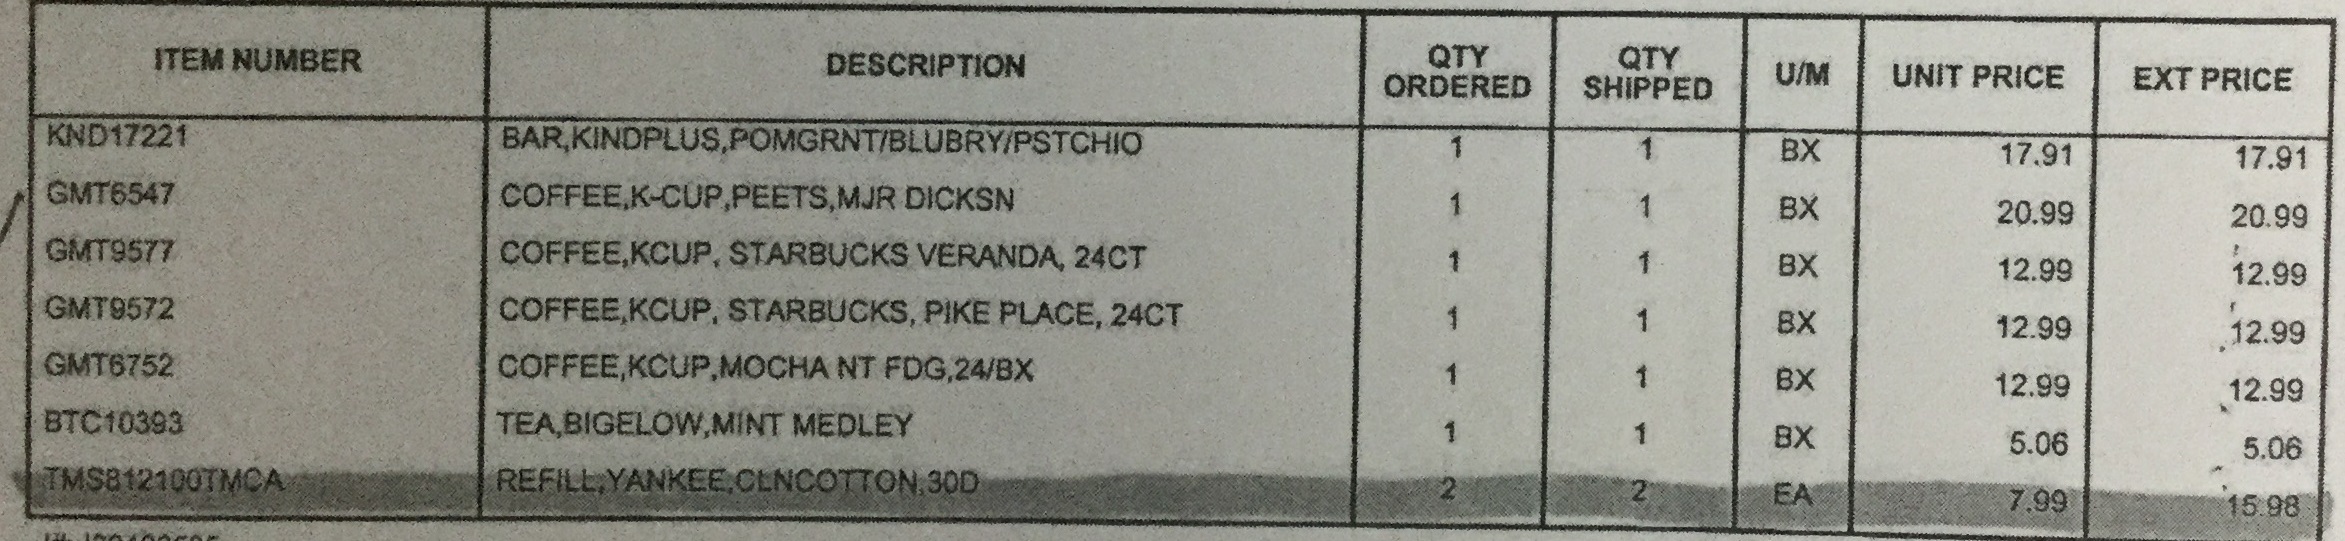 ITEM NUMBER DESCRIPTION QTY ORDERED QTY SHIPPED U/M UNIT PRICE EXT PRICE
KND17221 BAR,KINDPLUS,POMGRNT/BLUBRY/PSTCHIO 1 1 BX 17.91 17.91
GMT6547 COFFEE,K-CUP,PEETS,MJR DICKSN 1 1 BX 20.99 20.99
GMT9577 COFFEE,KCUP, STARBUCKS VERANDA, 24CT 1 1 BX 12.99 12.99
GMT9572 COFFEE,KCUP, STARBUCKS, PIKE PLACE, 24CT 1 1 BX 12.99 12.99
GMT6752 COFFEE,KCUP,MOCHA NT FDG,24/BX 1 1 BX 12.99 12.99
BTC10393 TEA,BIGELOW,MINT MEDLEY 1 1 BX 5.06 5.06
TMS812100TMCA REFILL,YANKEE,CLNCOTTON,30D 2 2 EA 7.99 15.98